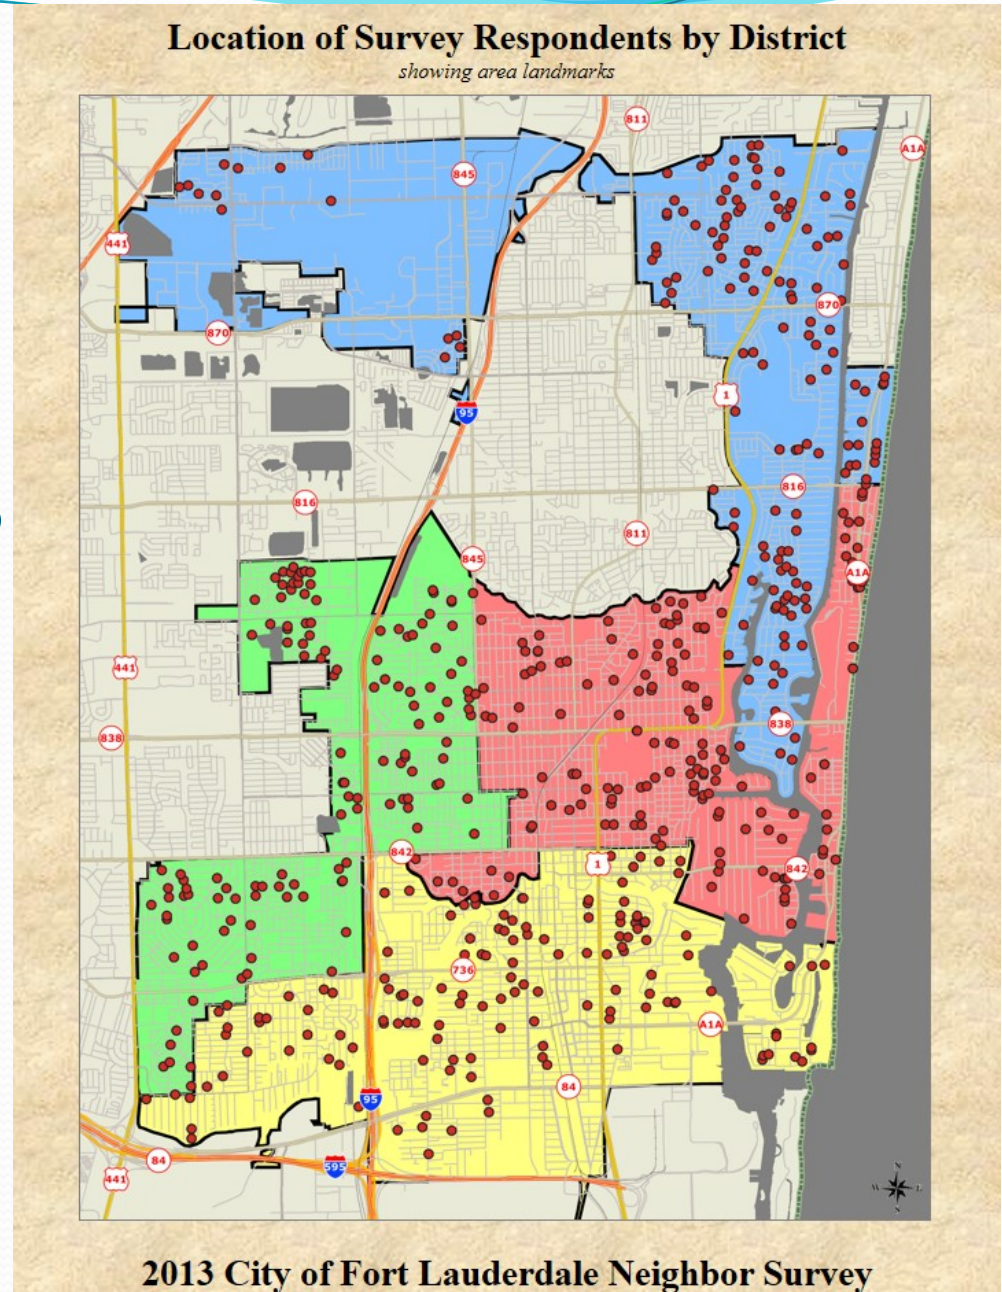 Location of Survey Respondents by District
showing area landmarks
811
A1A
845
441
870
870
1
95
816
816
811
845
A1A
441
838
838
842
1
842
736
A1A
84
95
84
595
441
N
W E
S
2013 City of Fort Lauderdale Neighbor Survey